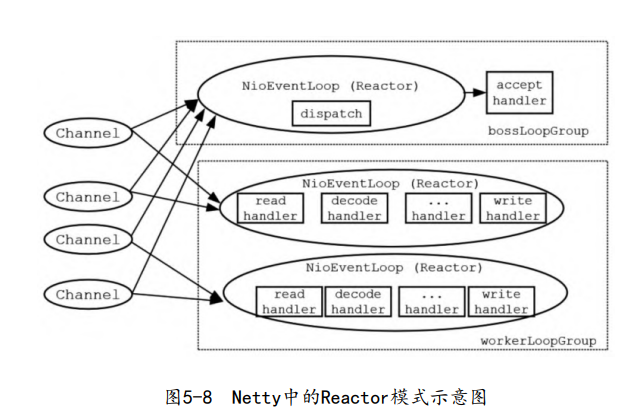 NioEventLoop (Reactor)
dispatch
accept
handler
bossLoopGroup
Channel
Channel
Channel
Channel
NioEventLoop (Reactor)
read
handler
decode
handler
...
handler
write
handler
NioEventLoop (Reactor)
read
handler
decode
handler
...
handler
write
handler
workerLoopGroup
图5-8 Netty中的Reactor模式示意图